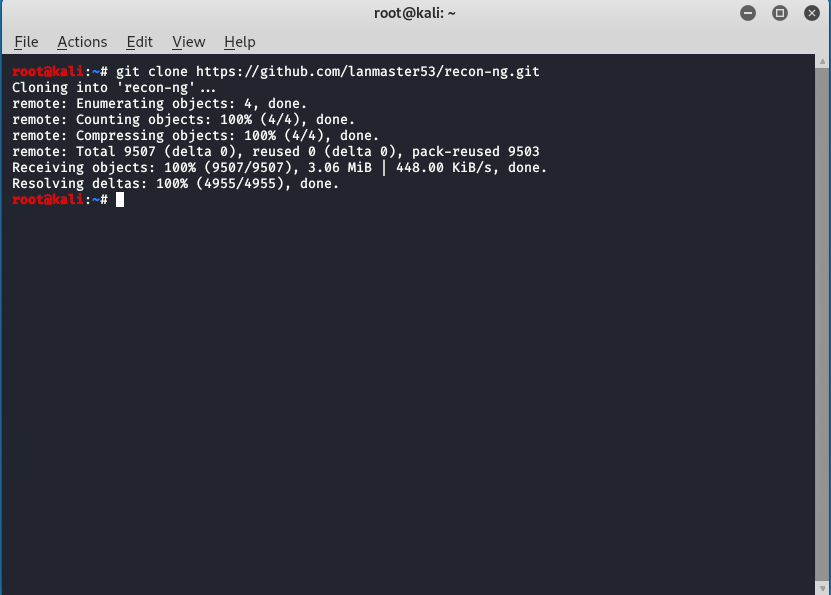 root@kali: ~
File Actions Edit View Help
root@kali:~# git clone https://github.com/lanmaster53/recon-ng.git
Cloning into 'recon-ng'...
remote: Enumerating objects: 4, done.
remote: Counting objects: 100% (4/4), done.
remote: Compressing objects: 100% (4/4), done.
remote: Total 9507 (delta 0), reused 0 (delta 0), pack-reused 9503
Receiving objects: 100% (9507/9507), 3.06 MiB | 448.00 KiB/s, done.
Resolving deltas: 100% (4955/4955), done.
root@kali:~#